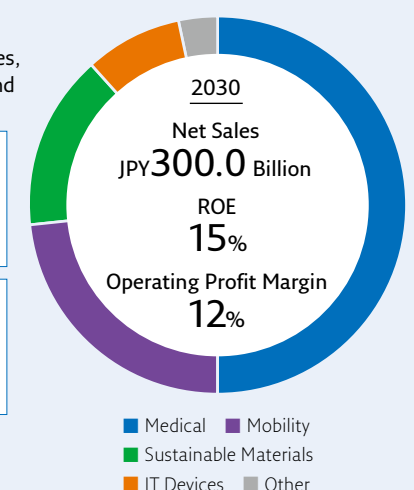 es,
nd
2030
Net Sales
JPY300.0 Billion
ROE
15%
Operating Profit Margin
12%
Medical Mobility
Sustainable Materials
IT Devices Other